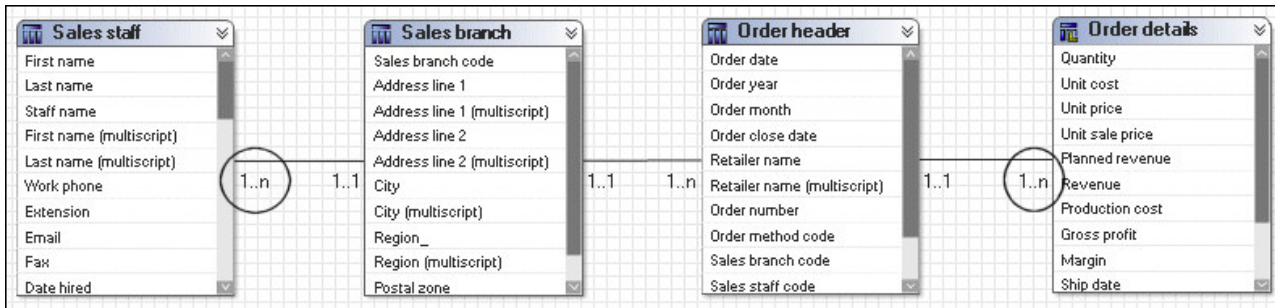 Sales staff
First name
Last name
Staff name
First name (multiscript)
Last name (multiscript)
Work phone
Extension
Email
Fax
Date hired
1..n
1..1
Sales branch
Sales branch code
Address line 1
Address line 1 (multiscript)
Address line 2
Address line 2 (multiscript)
City
City (multiscript)
Region_
Region (multiscript)
Postal zone
1..1
1..n
Order header
Order date
Order year
Order month
Order close date
Retailer name
Retailer name (multiscript)
Order number
Order method code
Sales branch code
Sales staff code
1..1
1..n
Order details
Quantity
Unit cost
Unit price
Unit sale price
Planned revenue
Revenue
Production cost
Gross profit
Margin
Ship date